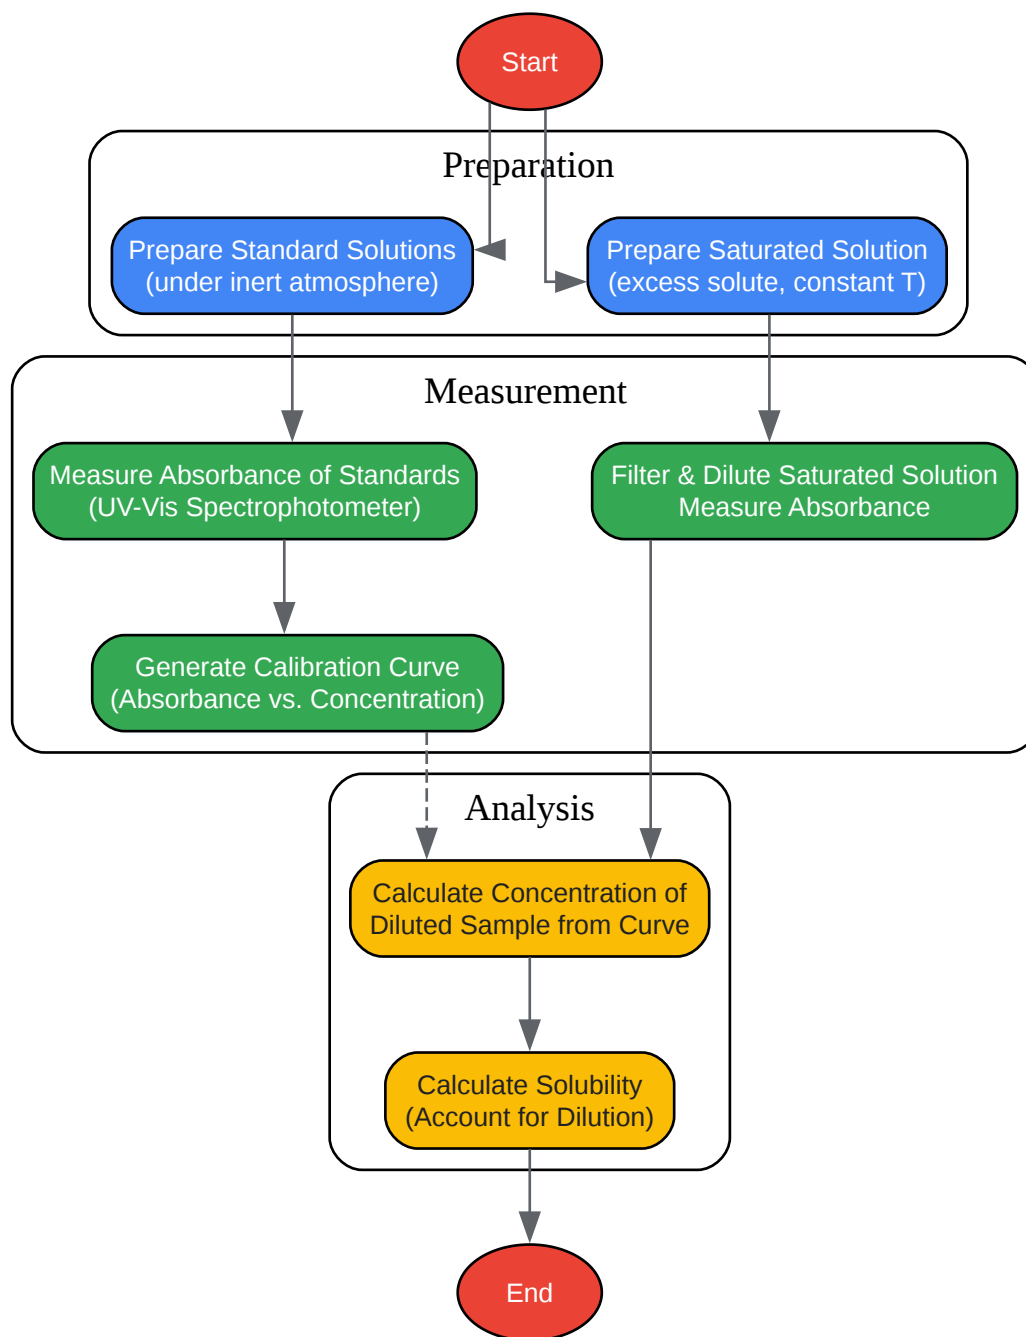 Start
Preparation
Prepare Standard Solutions
(under inert atmosphere)
Prepare Saturated Solution
(excess solute, constant T)
Measurement
Measure Absorbance of Standards
(UV-Vis Spectrophotometer)
Filter & Dilute Saturated Solution
Measure Absorbance
Generate Calibration Curve
(Absorbance vs. Concentration)
Analysis
Calculate Concentration of
Diluted Sample from Curve
Calculate Solubility
(Account for Dilution)
End